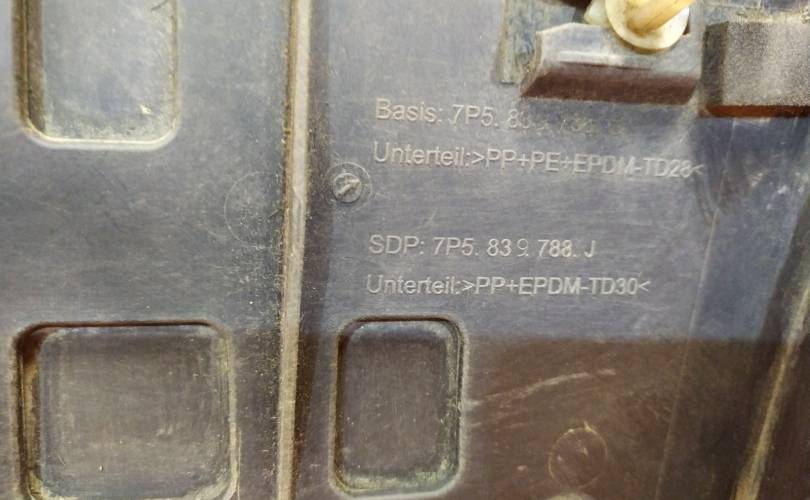 Basis: 7P5.
Unterteil:>PP+PE+EPDM-TD28<
SDP: 7P5. 839. 788. J
Unterteil:>PP+EPDM-TD30<